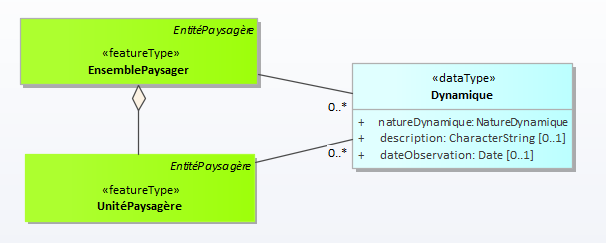 EntitéPaysagère
«featureType»
EnsemblePaysager
«dataType»
Dynamique
+ natureDynamique: NatureDynamique
+ description: CharacterString [0..1]
+ dateObservation: Date [0..1]
0..*
0..*
EntitéPaysagère
«featureType»
UnitéPaysagère